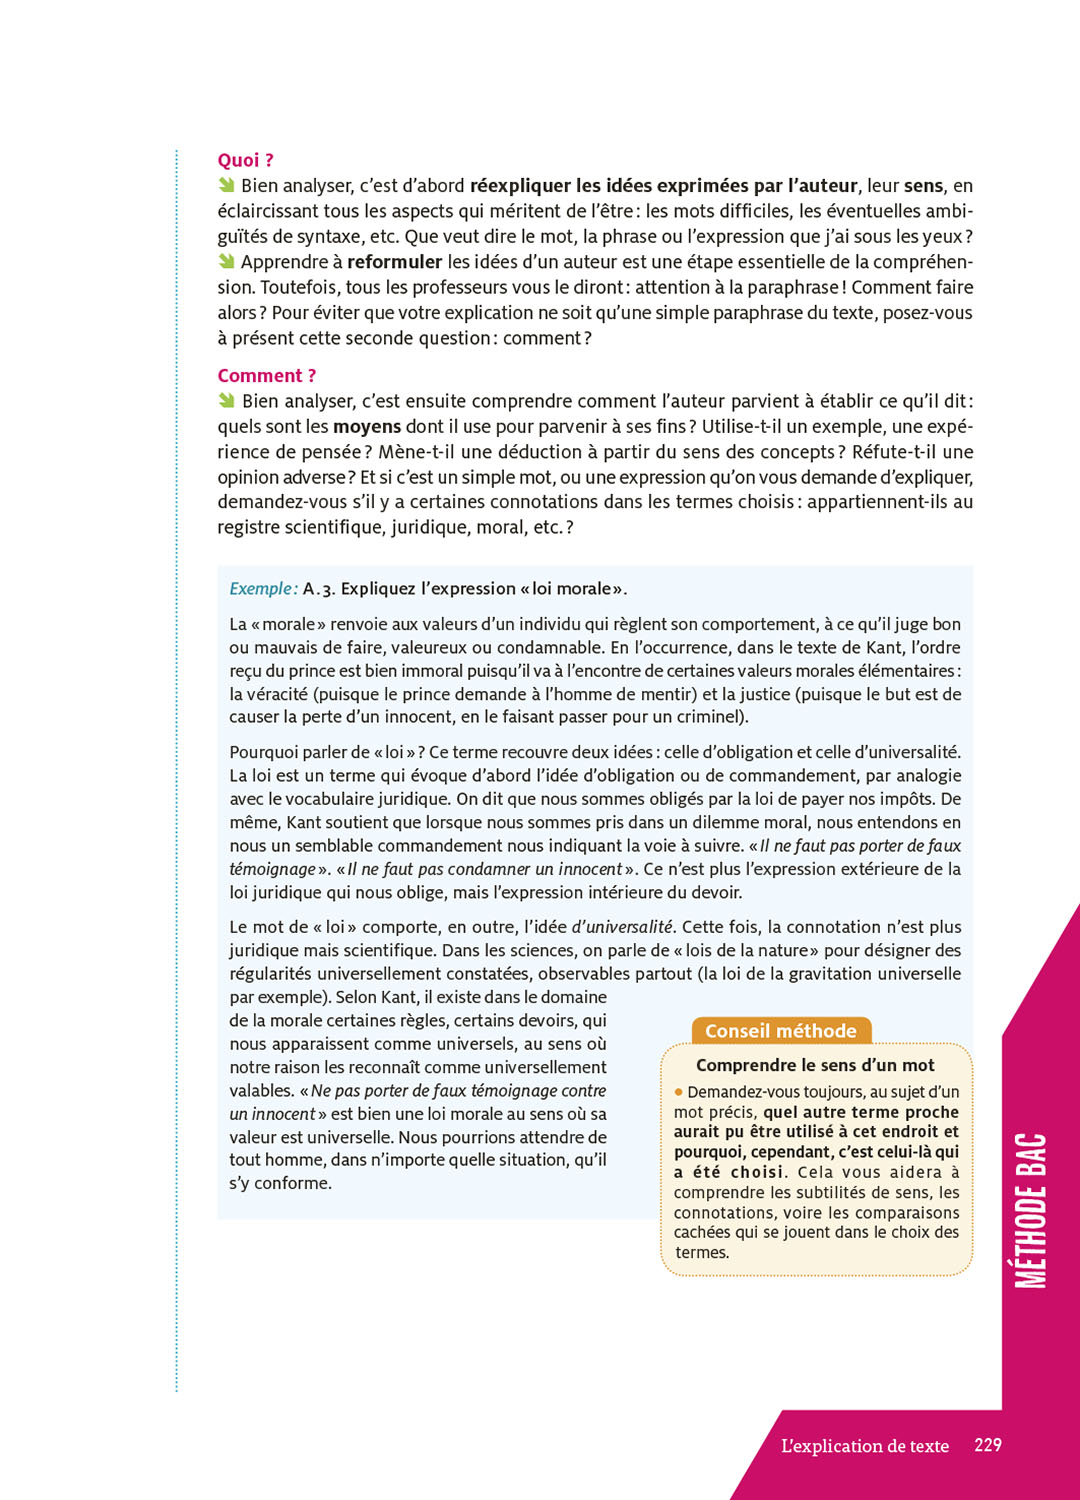 Quoi ?
Bien analyser, c’est d’abord réexpliquer les idées exprimées par l’auteur, leur sens, en
éclaircissant tous les aspects qui méritent de l’être : les mots difficiles, les éventuelles ambi-
guïtés de syntaxe, etc. Que veut dire le mot, la phrase ou l’expression que j’ai sous les yeux ?
Apprendre à reformuler les idées d’un auteur est une étape essentielle de la compréhen-
sion. Toutefois, tous les professeurs vous le diront : attention à la paraphrase ! Comment faire
alors ? Pour éviter que votre explication ne soit qu’une simple paraphrase du texte, posez-vous
à présent cette seconde question : comment ?
Comment ?
Bien analyser, c’est ensuite comprendre comment l’auteur parvient à établir ce qu’il dit :
quels sont les moyens dont il use pour parvenir à ses fins ? Utilise-t-il un exemple, une expé-
rience de pensée ? Mène-t-il une déduction à partir du sens des concepts ? Réfute-t-il une
opinion adverse ? Et si c’est un simple mot, ou une expression qu’on vous demande d’expliquer,
demandez-vous s’il y a certaines connotations dans les termes choisis : appartiennent-ils au
registre scientifique, juridique, moral, etc. ?
Exemple : A.3. Expliquez l’expression « loi morale ».
La « morale » renvoie aux valeurs d’un individu qui règlent son comportement, à ce qu’il juge bon
ou mauvais de faire, valeureux ou condamnable. En l’occurrence, dans le texte de Kant, l’ordre
reçu du prince est bien immoral puisqu’il va à l’encontre de certaines valeurs morales élémentaires :
la véracité (puisque le prince demande à l’homme de mentir) et la justice (puisque le but est de
causer la perte d’un innocent, en le faisant passer pour un criminel).
Pourquoi parler de « loi » ? Ce terme recouvre deux idées : celle d’obligation et celle d’universalité.
La loi est un terme qui évoque d’abord l’idée d’obligation ou de commandement, par analogie
avec le vocabulaire juridique. On dit que nous sommes obligés par la loi de payer nos impôts. De
même, Kant soutient que lorsque nous sommes pris dans un dilemme moral, nous entendons en
nous un semblable commandement nous indiquant la voie à suivre. « Il ne faut pas porter de faux
témoignage ». « Il ne faut pas condamner un innocent ». Ce n’est plus l’expression extérieure de la
loi juridique qui nous oblige, mais l’expression intérieure du devoir.
Le mot de « loi » comporte, en outre, l’idée d’universalité. Cette fois, la connotation n’est plus
juridique mais scientifique. Dans les sciences, on parle de « lois de la nature » pour désigner des
régularités universellement constatées, observables partout (la loi de la gravitation universelle
par exemple). Selon Kant, il existe dans le domaine
de la morale certaines règles, certains devoirs, qui
nous apparaissent comme universels, au sens où
notre raison les reconnaît comme universellement
valables. « Ne pas porter de faux témoignage contre
un innocent » est bien une loi morale au sens où sa
valeur est universelle. Nous pourrions attendre de
tout homme, dans n’importe quelle situation, qu’il
s’y conforme.
Conseil méthode
Comprendre le sens d’un mot
• Demandez-vous toujours, au sujet d’un
mot précis, quel autre terme proche
aurait pu être utilisé à cet endroit et
pourquoi, cependant, c’est celui-là qui
a été choisi. Cela vous aidera à
comprendre les subtilités de sens, les
connotations, voire les comparaisons
cachées qui se jouent dans le choix des
termes.
MÉTHODE BAC
L’explication de texte 229